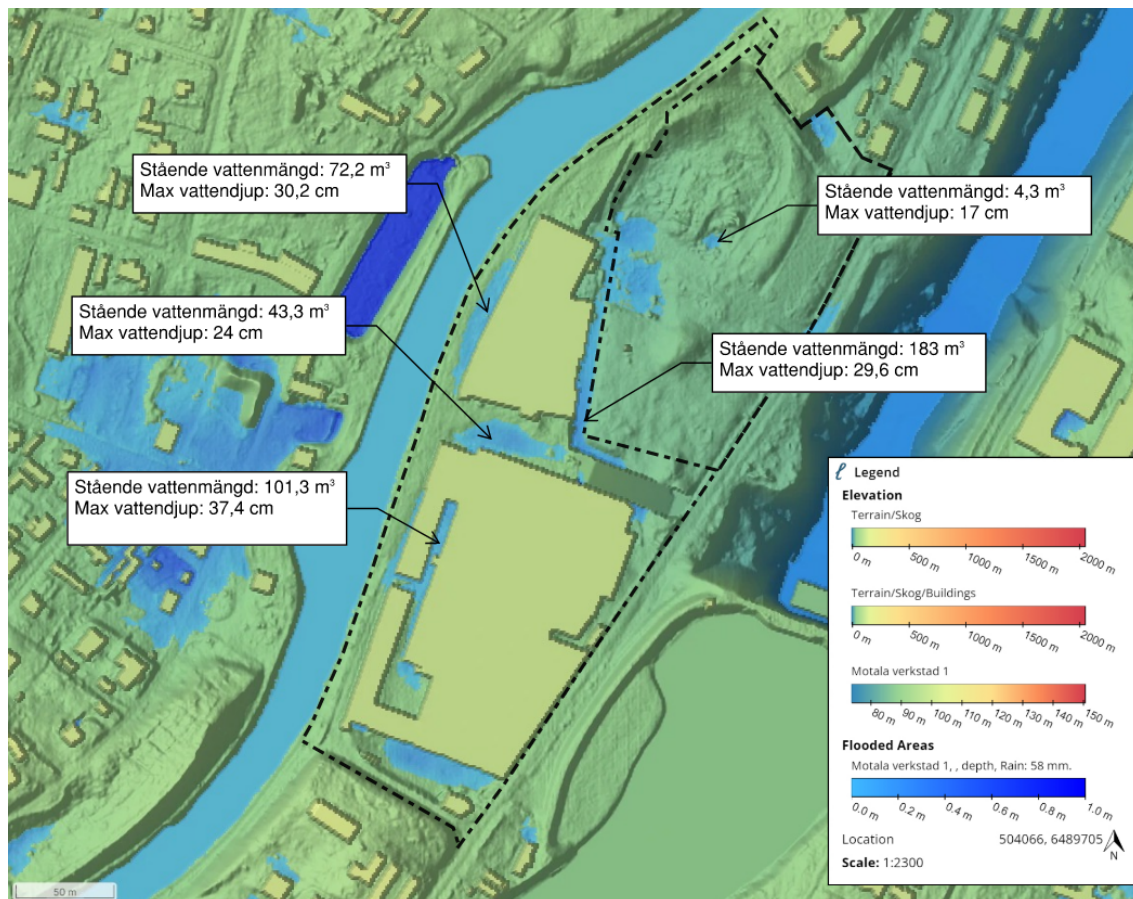 Stående vattenmängd: 72,2 m³
Max vattendjup: 30,2 cm
Stående vattenmängd: 4,3 m³
Max vattendjup: 17 cm
Stående vattenmängd: 43,3 m³
Max vattendjup: 24 cm
Stående vattenmängd: 183 m³
Max vattendjup: 29,6 cm
Stående vattenmängd: 101,3 m³
Max vattendjup: 37,4 cm
Legend
Elevation
Terrain/Skog
0 m 500 m 1000 m 1500 m 2000 m
Terrain/Skog/Buildings
0 m 500 m 1000 m 1500 m 2000 m
Motala verkstad 1
80 m 90 m 100 m 110 m 120 m 130 m 140 m 150 m
Flooded Areas
Motala verkstad 1, , depth, Rain: 58 mm.
0.0 m 0.2 m 0.4 m 0.6 m 0.8 m 1.0 m
Location 504066, 6489705
N
Scale: 1:2300
50 m